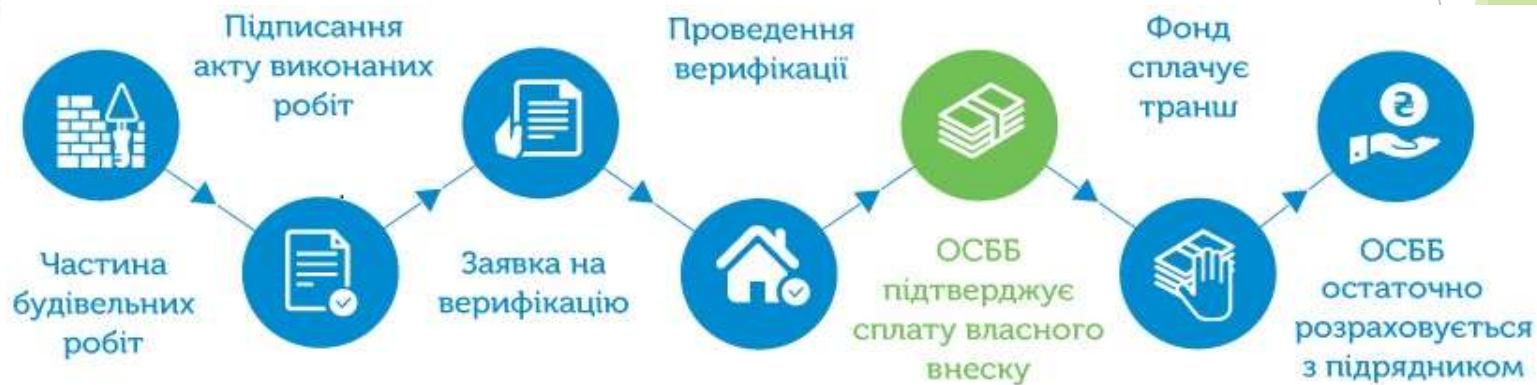 Частина
будівельних
робіт
Підписання
акту виконаних
робіт
Заявка на
верифікацію
Проведення
верифікації
ОСББ
підтверджує
сплату власного
внеску
Фонд
сплачує
транш
₴
ОСББ
остаточно
розраховується
з підрядником